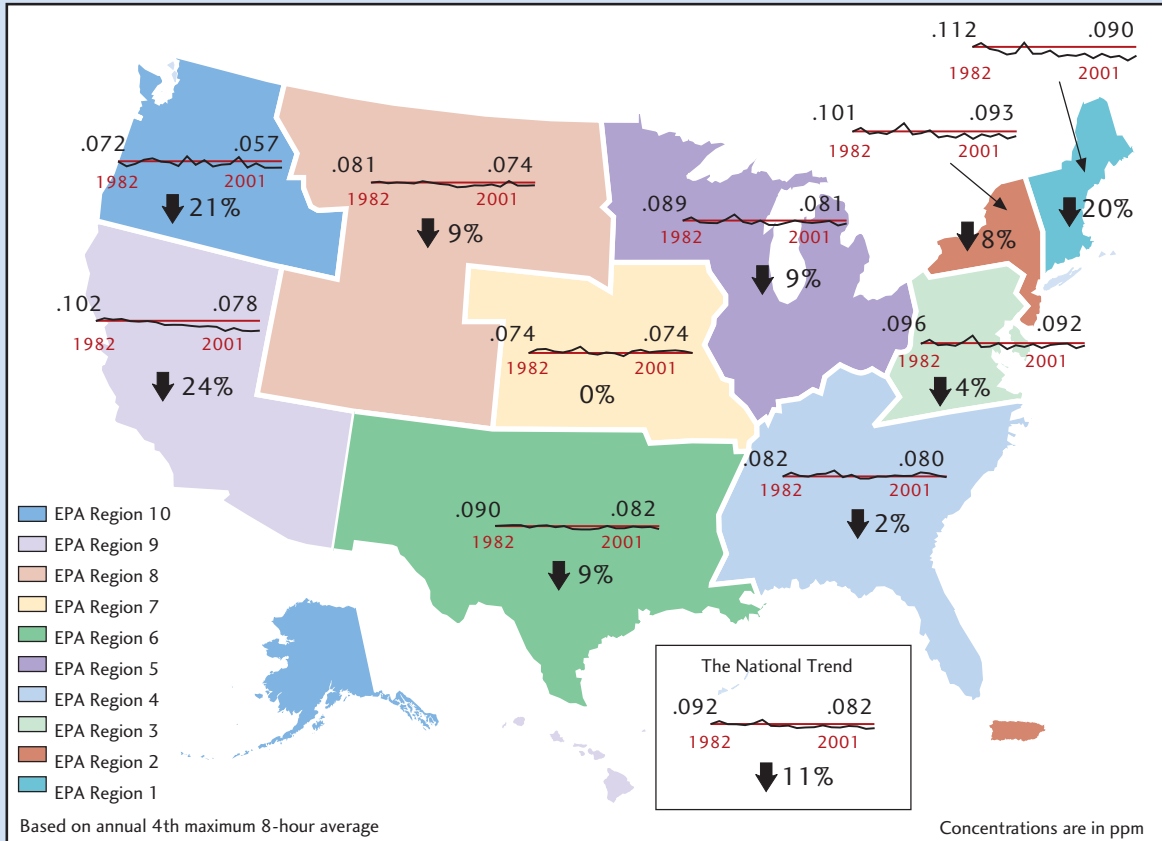 .112 .090
1982 2001
.101 .093
1982 2001
20%
8%
.072 .057
1982 2001
21%
.081 .074
1982 2001
9%
.089 .081
1982 2001
9%
.102 .078
1982 2001
24%
.074 .074
1982 2001
0%
.096 .092
1982 2001
4%
.082 .080
1982 2001
2%
.090 .082
1982 2001
9%
EPA Region 10
EPA Region 9
EPA Region 8
EPA Region 7
EPA Region 6
EPA Region 5
EPA Region 4
EPA Region 3
EPA Region 2
EPA Region 1
The National Trend
.092 .082
1982 2001
11%
Based on annual 4th maximum 8-hour average
Concentrations are in ppm